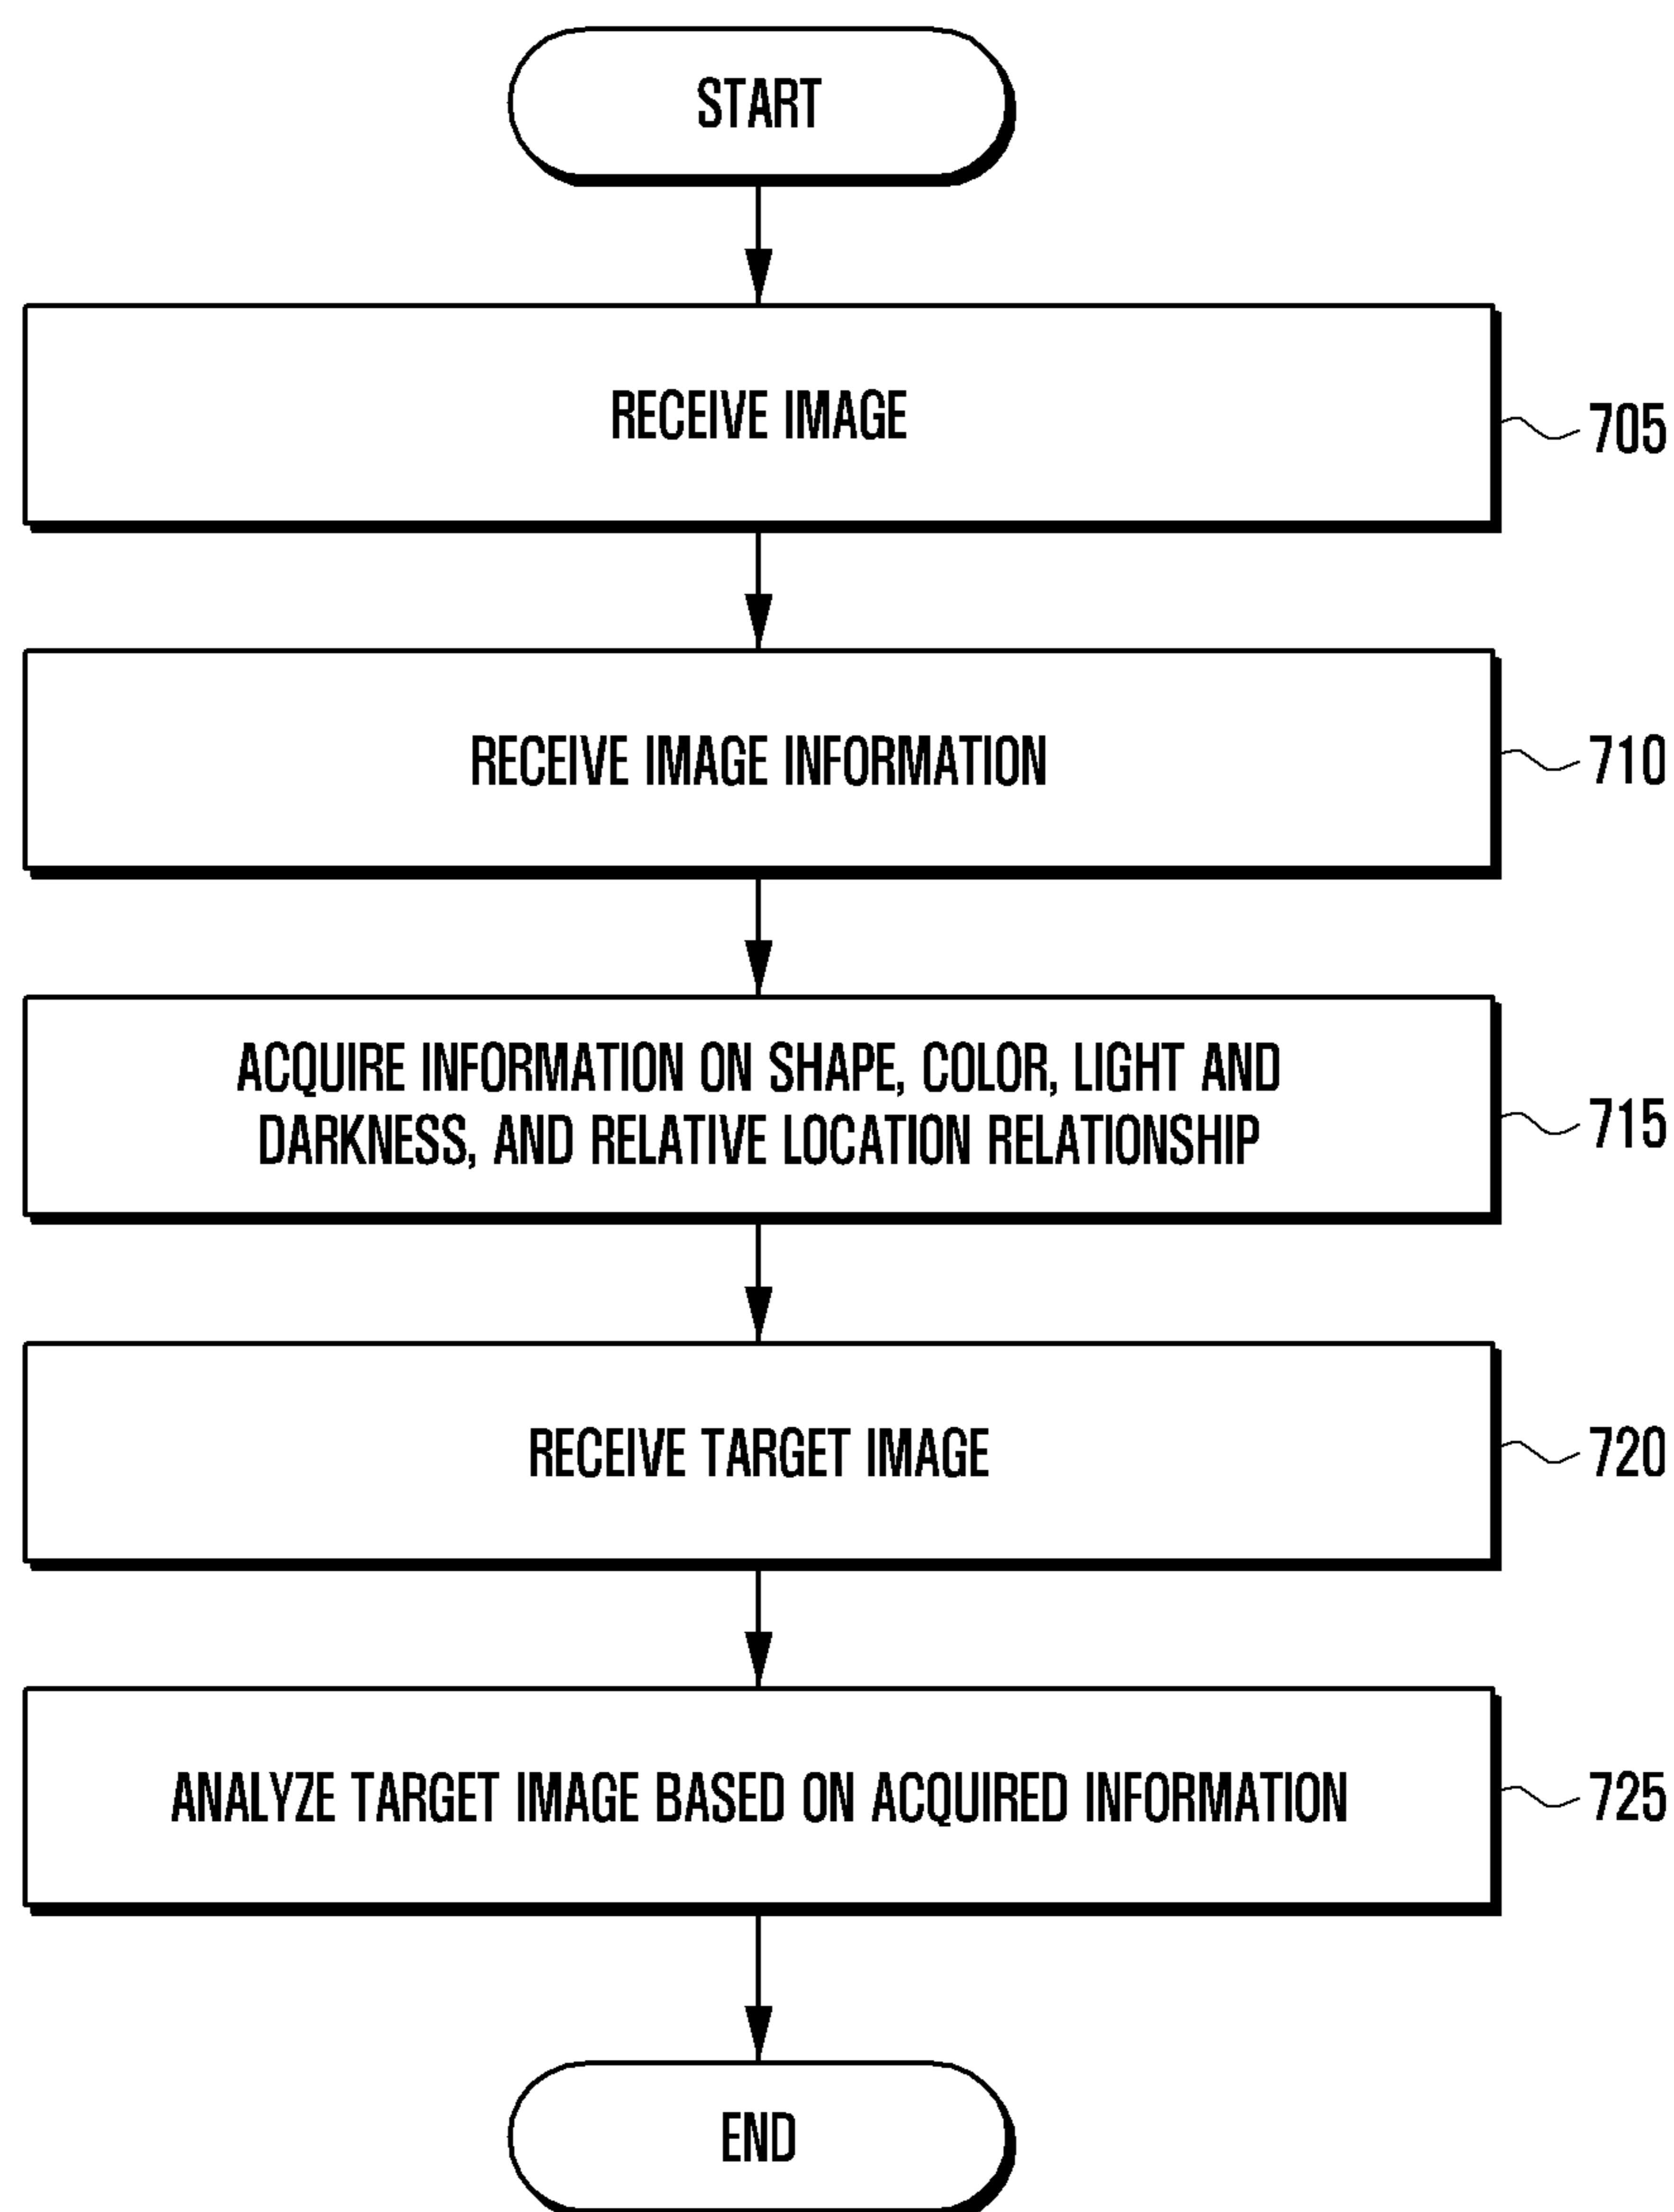 START
RECEIVE IMAGE
705
RECEIVE IMAGE INFORMATION
710
ACQUIRE INFORMATION ON SHAPE, COLOR, LIGHT AND
DARKNESS, AND RELATIVE LOCATION RELATIONSHIP
715
RECEIVE TARGET IMAGE
720
ANALYZE TARGET IMAGE BASED ON ACQUIRED INFORMATION
725
END